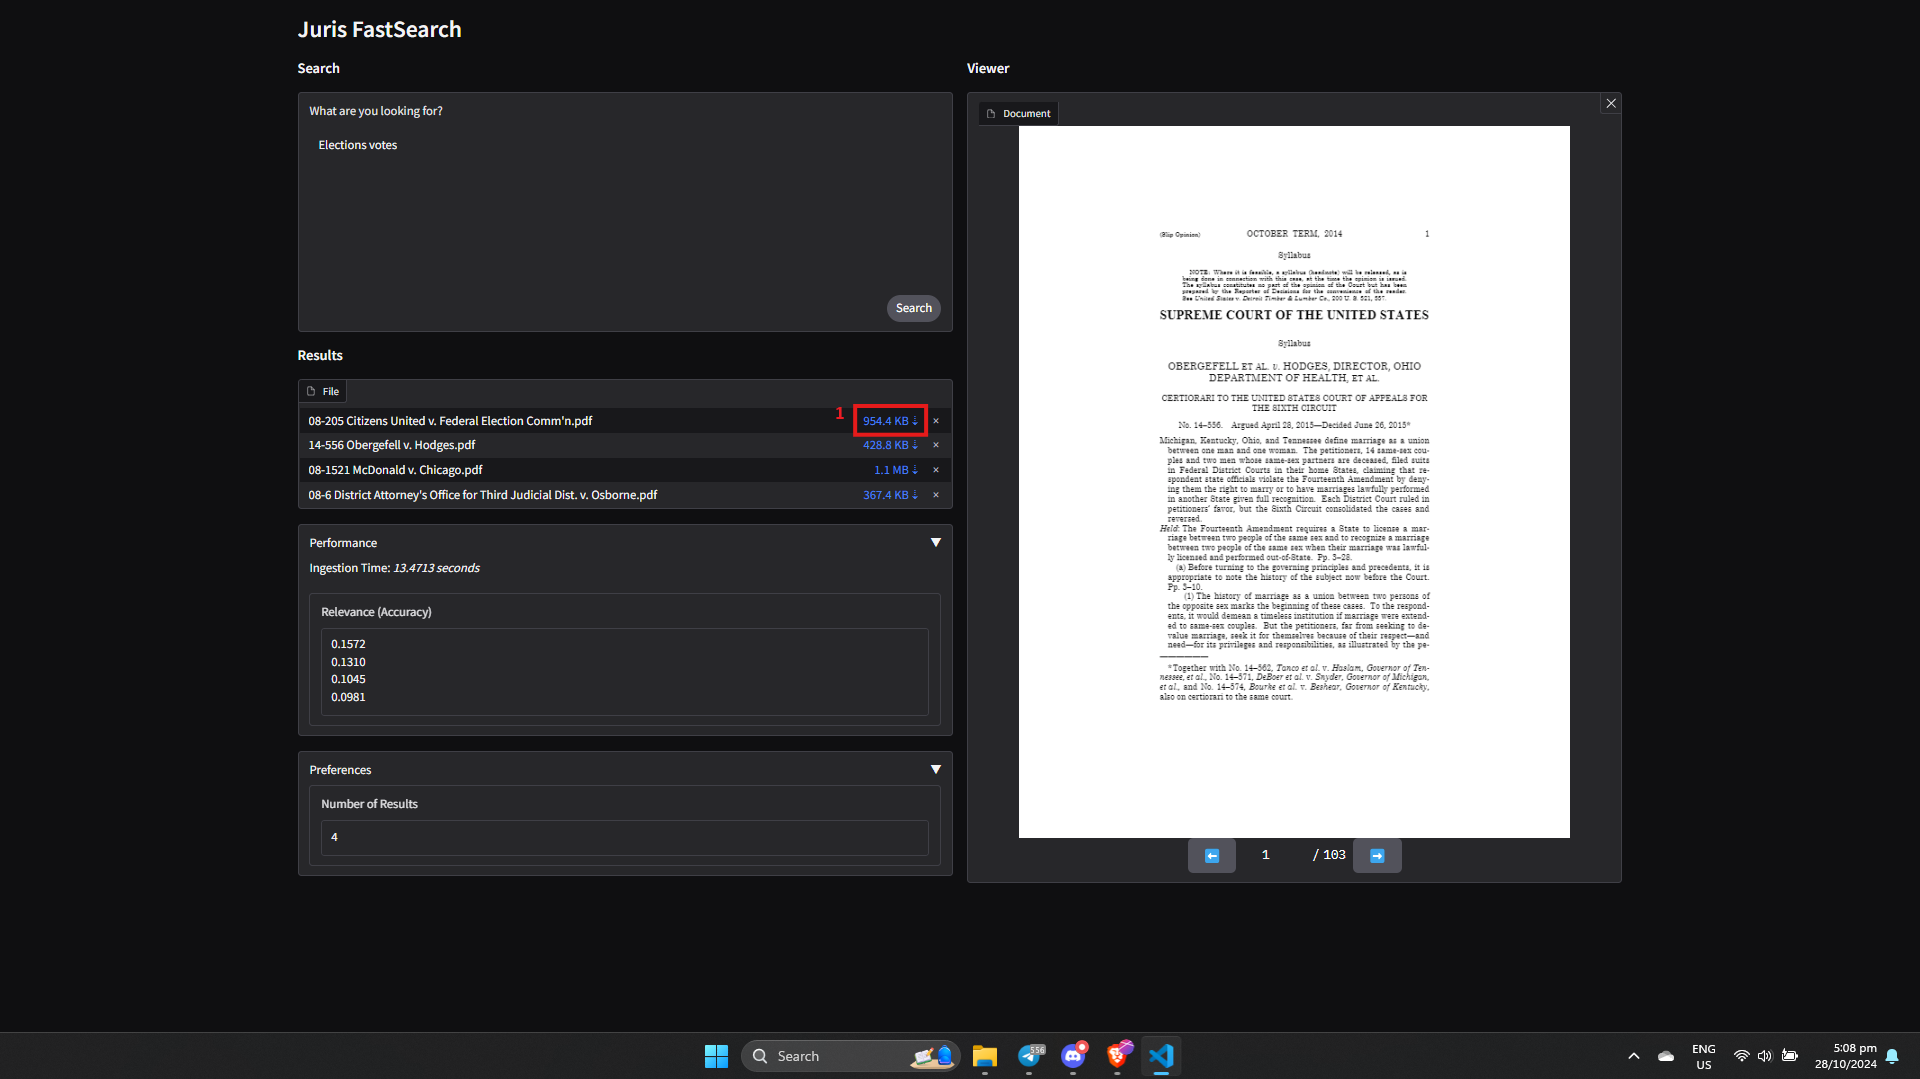 Juris FastSearch
Search
What are you looking for?
Elections votes
Search
Results
File
08-205 Citizens United v. Federal Election Comm'n.pdf
1
954.4 KB ⇣ ×
14-556 Obergefell v. Hodges.pdf
428.8 KB ⇣ ×
08-1521 McDonald v. Chicago.pdf
1.1 MB ⇣ ×
08-6 District Attorney's Office for Third Judicial Dist. v. Osborne.pdf
367.4 KB ⇣ ×
Performance
Ingestion Time: 13.4713 seconds
Relevance (Accuracy)
0.1572
0.1310
0.1045
0.0981
Preferences
Number of Results
4
Viewer
Document
(Slip Opinion) OCTOBER TERM, 2014 1
Syllabus
NOTE: Where it is feasible, a syllabus (headnote) will be released, as is
being done in connection with this case, at the time the opinion is issued.
The syllabus constitutes no part of the opinion of the Court but has been
prepared by the Reporter of Decisions for the convenience of the reader.
See United States v. Detroit Timber & Lumber Co., 200 U. S. 321, 337.
SUPREME COURT OF THE UNITED STATES
Syllabus
OBERGEFELL ET AL. v. HODGES, DIRECTOR, OHIO
DEPARTMENT OF HEALTH, ET AL.
CERTIORARI TO THE UNITED STATES COURT OF APPEALS FOR
THE SIXTH CIRCUIT
No. 14–556. Argued April 28, 2015—Decided June 26, 2015*
Michigan, Kentucky, Ohio, and Tennessee define marriage as a union
between one man and one woman. The petitioners, 14 same-sex cou-
ples and two men whose same-sex partners are deceased, filed suits
in Federal District Courts in their home States, claiming that re-
spondent state officials violate the Fourteenth Amendment by deny-
ing them the right to marry or to have marriages lawfully performed
in another State given full recognition. Each District Court ruled in
petitioners' favor, but the Sixth Circuit consolidated the cases and
reversed.
Held: The Fourteenth Amendment requires a State to license a mar-
riage between two people of the same sex and to recognize a marriage
between two people of the same sex when their marriage was lawful-
ly licensed and performed out-of-State. Pp. 3–28.
(a) Before turning to the governing principles and precedents, it is
appropriate to note the history of the subject now before the Court.
Pp. 3–10.
(1) The history of marriage as a union between two persons of
the opposite sex marks the beginning of these cases. To the respond-
ents, it would demean a timeless institution if marriage were extend-
ed to same-sex couples. But the petitioners, far from seeking to de-
value marriage, seek it for themselves because of their respect—and
need—for its privileges and responsibilities, as illustrated by the pe-
*Together with No. 14–562, Tanco et al. v. Haslam, Governor of Ten-
nessee, et al., No. 14–571, DeBoer et al. v. Snyder, Governor of Michigan,
et al., and No. 14–574, Bourke et al. v. Beshear, Governor of Kentucky,
also on certiorari to the same court.
1 / 103
Search
556
ENG
US
5:08 pm
28/10/2024